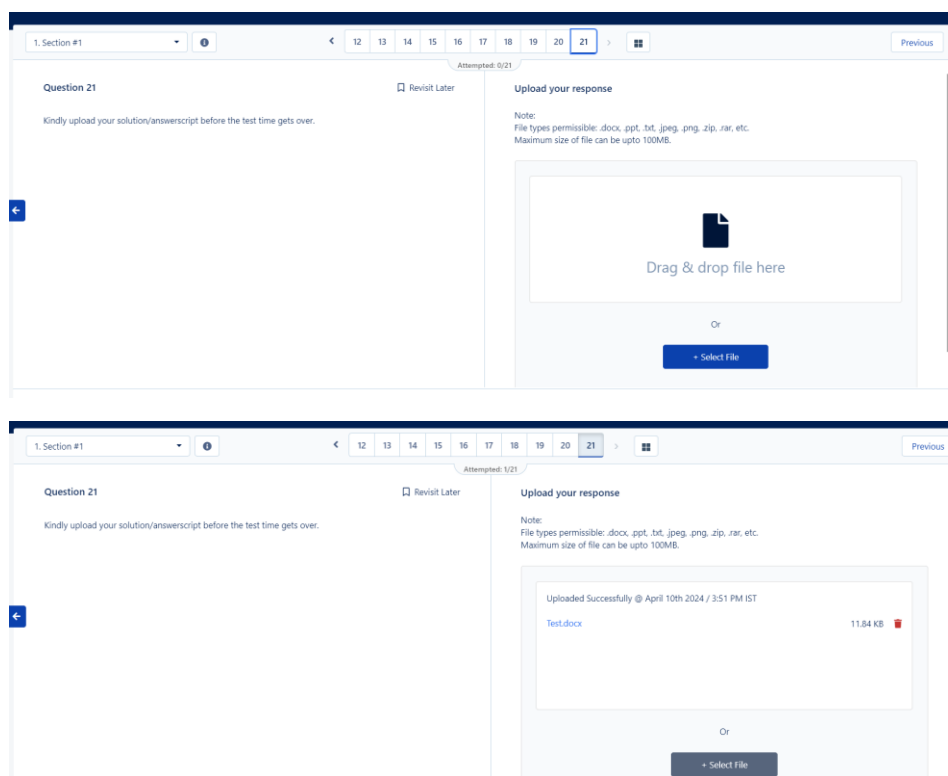 1. Section #1
12 13 14 15 16 17 18 19 20 21
Previous
Attempted: 0/21
Question 21
Revisit Later
Kindly upload your solution/answerscript before the test time gets over.
Upload your response
Note:
File types permissible: .docx, .ppt, .txt, .jpeg, .png, .zip, .rar, etc.
Maximum size of file can be upto 100MB.
Drag & drop file here
Or
+ Select File
1. Section #1
12 13 14 15 16 17 18 19 20 21
Previous
Attempted: 1/21
Question 21
Revisit Later
Kindly upload your solution/answerscript before the test time gets over.
Upload your response
Note:
File types permissible: .docx, .ppt, .txt, .jpeg, .png, .zip, .rar, etc.
Maximum size of file can be upto 100MB.
Uploaded Successfully @ April 10th 2024 / 3:51 PM IST
Test.docx 11.84 KB
Or
+ Select File